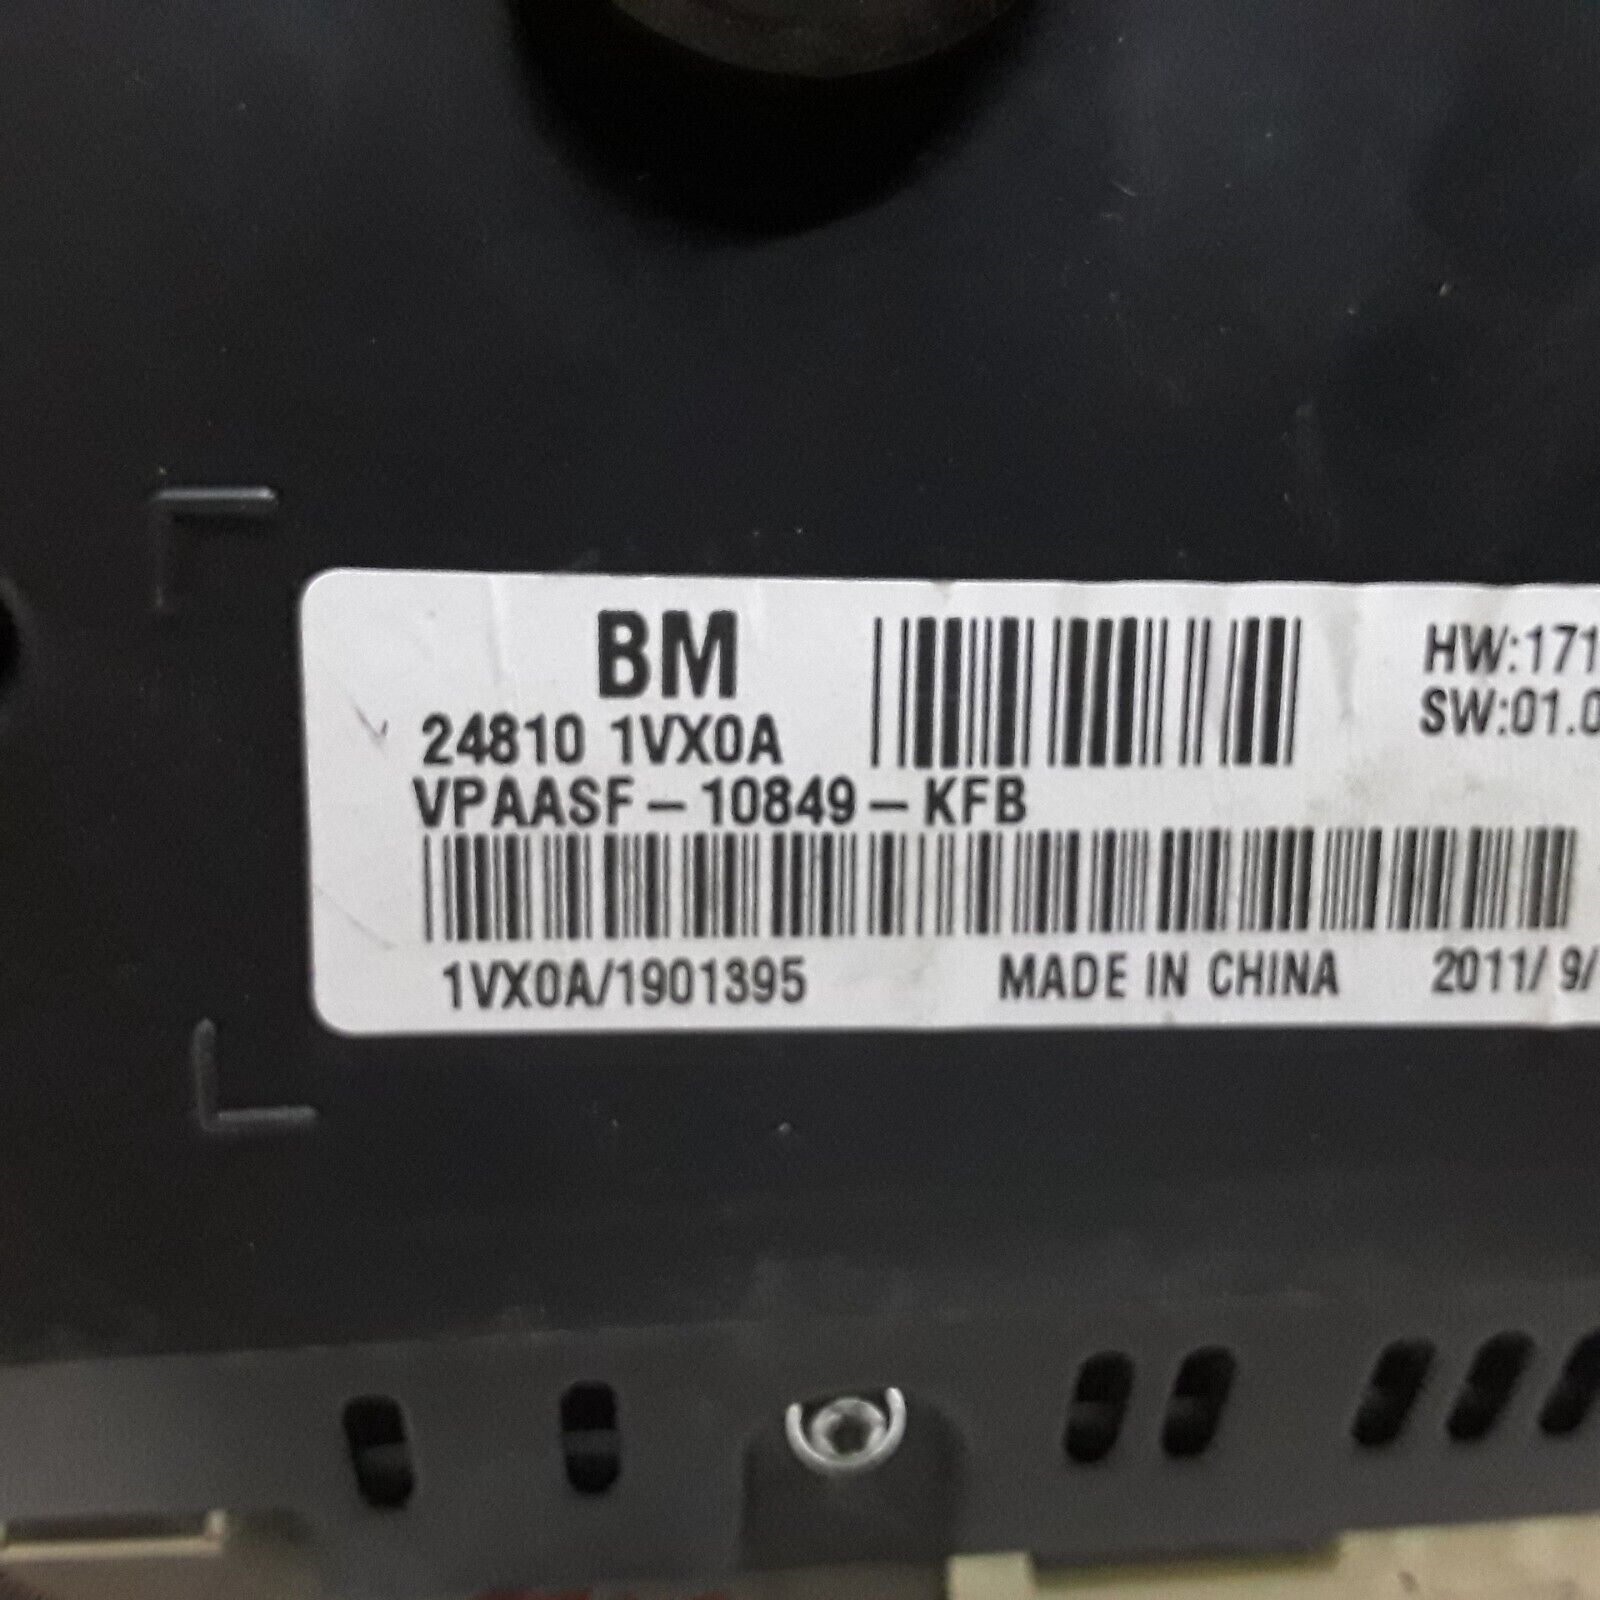 BM
24810 1VX0A
HW:171
SW:01.0
VPAASF-10849-KFB
1VX0A/1901395 MADE IN CHINA 2011/ 9/